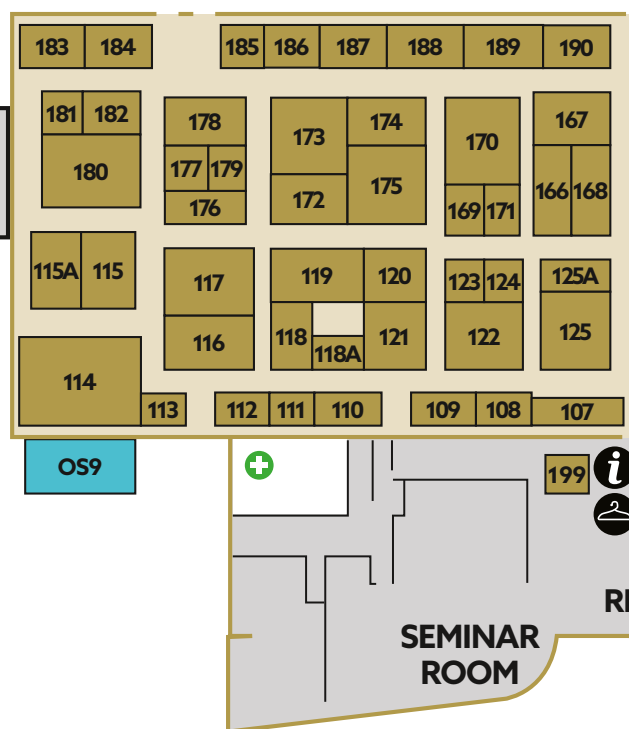 183 184 185 186 187 188 189 190
181 182 178 173 174 170 167
180 177 179 172 175 169 171 166 168
176
115A 115 117 119 120 123 124 125A
116 118 118A 121 122 125
114 113 112 111 110 109 108 107
OS9
199 i
RE
SEMINAR
ROOM